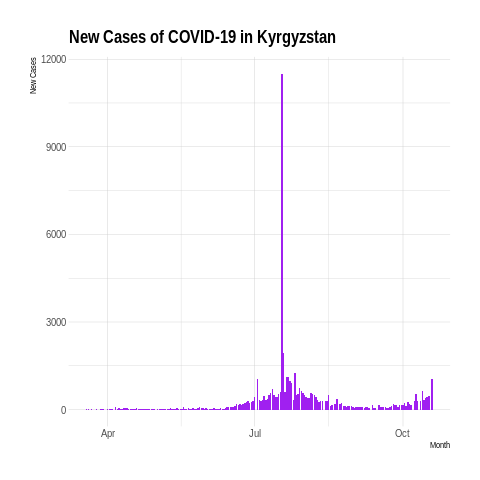 New Cases of COVID-19 in Kyrgyzstan
New Cases
12000
9000
6000
3000
0
Apr
Jul
Oct
Month